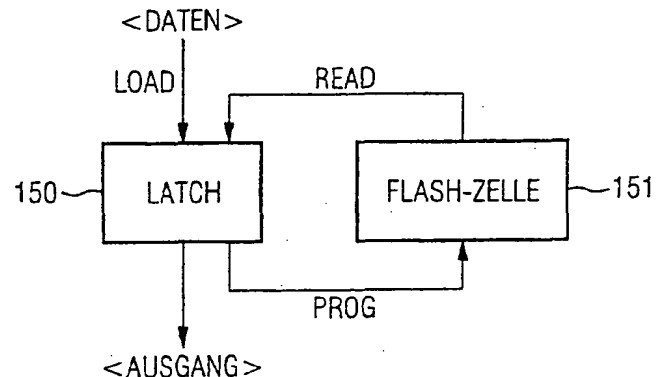 <DATEN>
LOAD
READ
150
LATCH
FLASH-ZELLE
151
PROG
<AUSGANG>